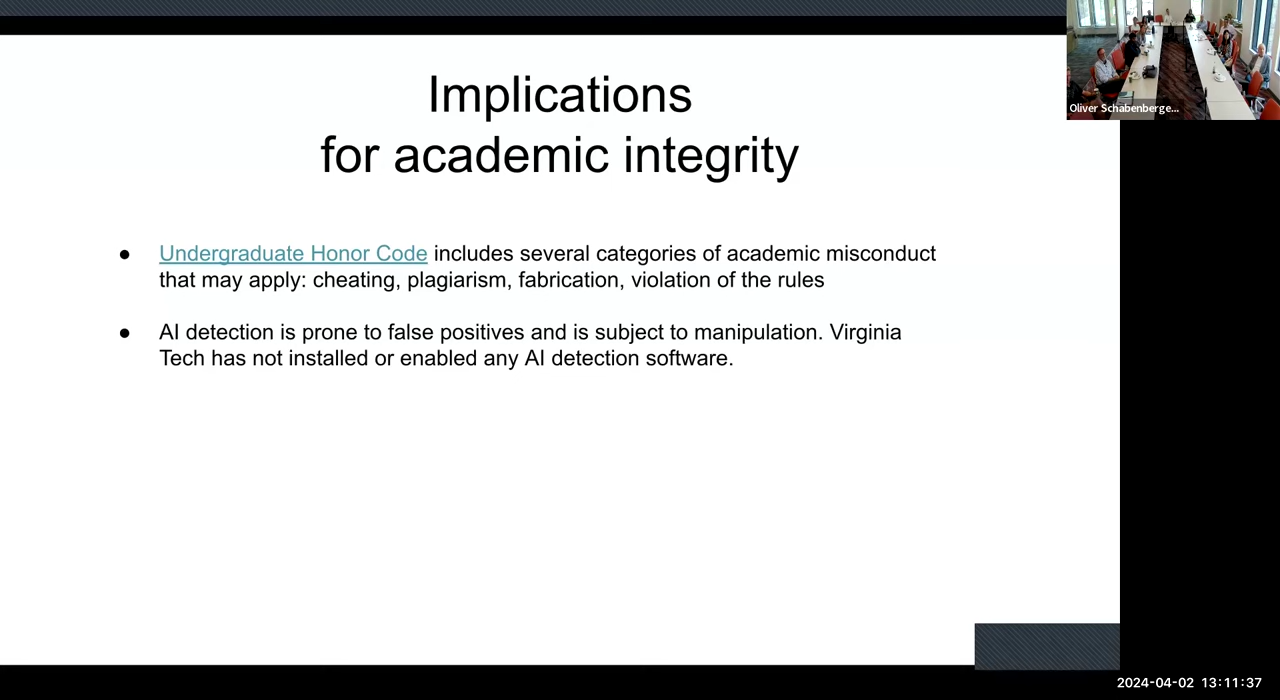 Implications
for academic integrity
● Undergraduate Honor Code includes several categories of academic misconduct
that may apply: cheating, plagiarism, fabrication, violation of the rules
● AI detection is prone to false positives and is subject to manipulation. Virginia
Tech has not installed or enabled any AI detection software.
Oliver Schabenberge...
2024-04-02 13:11:37